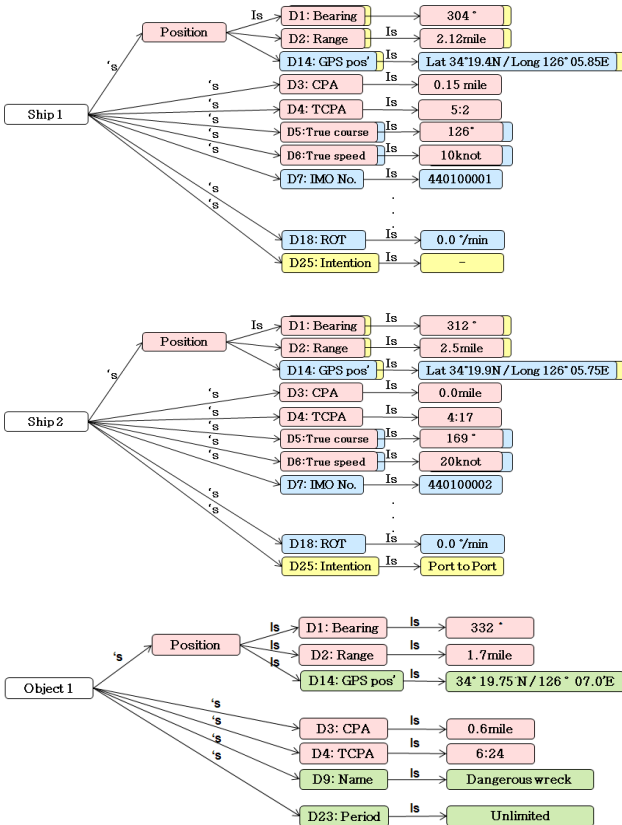 Is D1: Bearing Is 304 °
Position D2: Range Is 2.12mile
D14: GPS pos' Is Lat 34°19.4N / Long 126° 05.85E
's
's D3: CPA 0.15 mile
Ship 1 's D4: TCPA Is 5:2
's D5: True course Is 126°
's D6: True speed Is 10knot
D7: IMO No. Is 440100001
's
's
.
.
.
D18: ROT Is 0.0 °/min
D25: Intention Is -
Is D1: Bearing Is 312 °
Position D2: Range Is 2.5mile
D14: GPS pos' Is Lat 34°19.9N / Long 126° 05.75E
's
's D3: CPA 0.0mile
Ship 2 's D4: TCPA Is 4:17
's D5: True course Is 169 °
's D6: True speed Is 20knot
's D7: IMO No. Is 440100002
's
's
.
.
.
D18: ROT Is 0.0 °/min
D25: Intention Is Port to Port
Is D1: Bearing Is 332 °
Position Is D2: Range Is 1.7mile
Is D14: GPS pos' Is 34° 19.75'N / 126 ° 07.0'E
's
Object 1
's D3: CPA Is 0.6mile
's D4: TCPA Is 6:24
's D9: Name Is Dangerous wreck
's D23: Period Is Unlimited